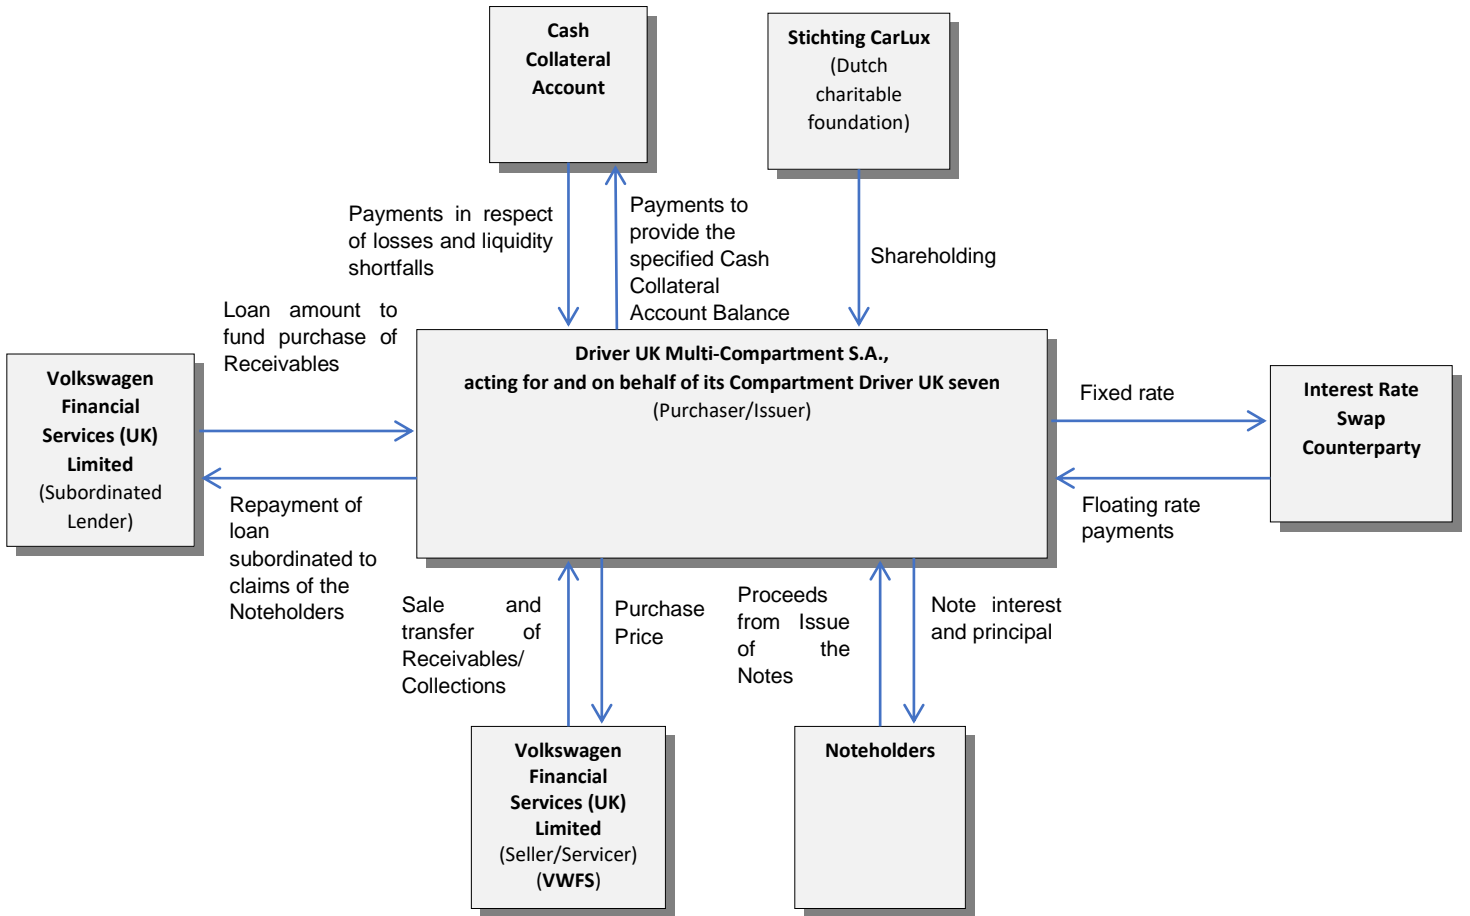 Cash
Collateral
Account
Stichting CarLux
(Dutch
charitable
foundation)
Payments in respect
of losses and liquidity
shortfalls
Payments to
provide the
specified Cash
Collateral
Account Balance
Shareholding
Loan amount to
fund purchase of
Receivables
Volkswagen
Financial
Services (UK)
Limited
(Subordinated
Lender)
Driver UK Multi-Compartment S.A.,
acting for and on behalf of its Compartment Driver UK seven
(Purchaser/Issuer)
Fixed rate
Interest Rate
Swap
Counterparty
Repayment of
loan
subordinated to
claims of the
Noteholders
Floating rate
payments
Sale and
transfer of
Receivables/
Collections
Purchase
Price
Proceeds
from Issue
of the
Notes
Note interest
and principal
Volkswagen
Financial
Services (UK)
Limited
(Seller/Servicer)
(VWFS)
Noteholders